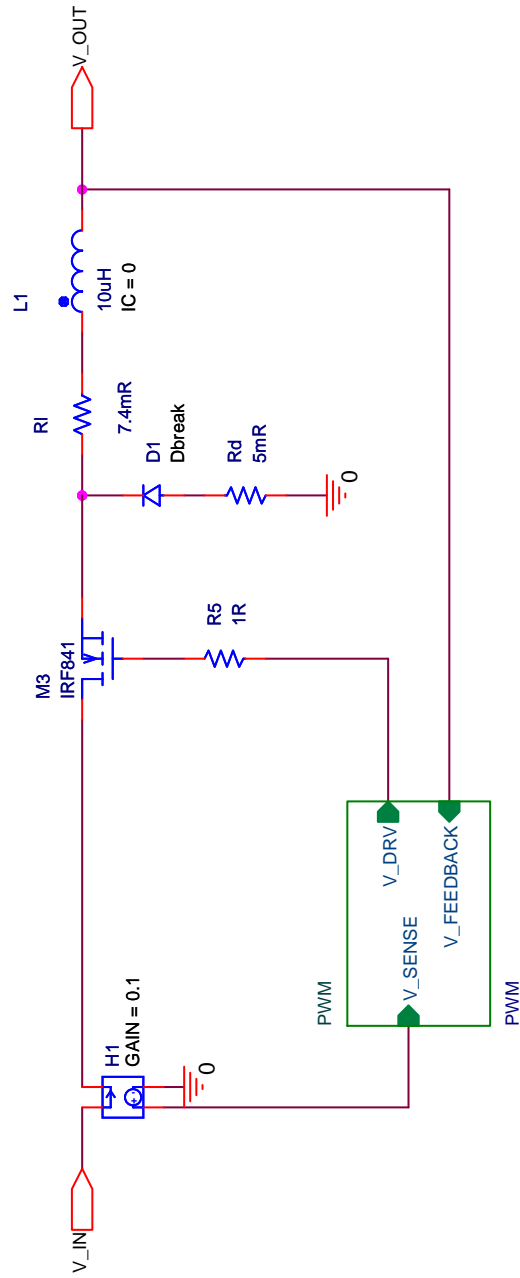 V_IN
H1
GAIN = 0.1
0
M3
IRF841
R5
1R
D1
Dbreak
Rd
5mR
0
Rl
7.4mR
L1
10uH
IC = 0
V_OUT
PWM
V_SENSE
V_DRV
V_FEEDBACK
PWM